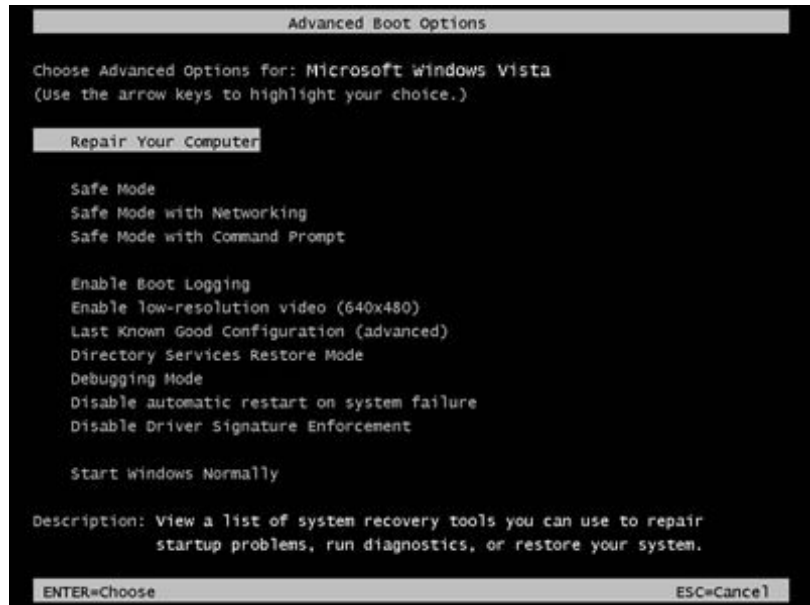 Advanced Boot Options
Choose Advanced Options for: Microsoft Windows Vista
(Use the arrow keys to highlight your choice.)
Repair Your Computer
Safe Mode
Safe Mode with Networking
Safe Mode with Command Prompt
Enable Boot Logging
Enable low-resolution video (640x480)
Last Known Good Configuration (advanced)
Directory Services Restore Mode
Debugging Mode
Disable automatic restart on system failure
Disable Driver Signature Enforcement
Start Windows Normally
Description: View a list of system recovery tools you can use to repair
startup problems, run diagnostics, or restore your system.
ENTER=Choose ESC=Cancel